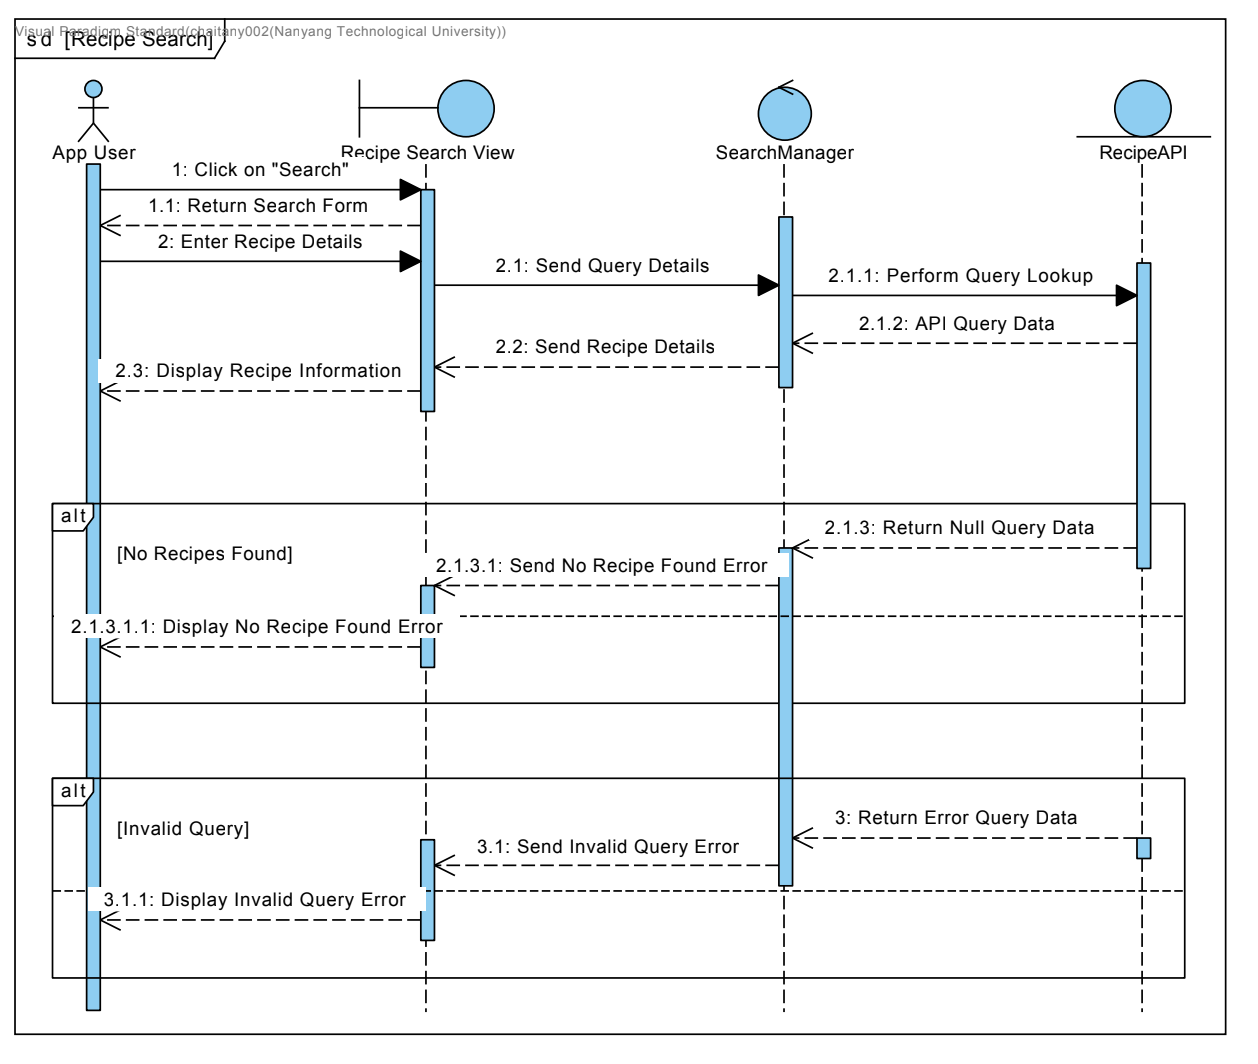 Visual Paradigm Standard(chaitany002(Nanyang Technological University))
sd [Recipe Search]
App User
Recipe Search View
SearchManager
RecipeAPI
1: Click on "Search"
1.1: Return Search Form
2: Enter Recipe Details
2.1: Send Query Details
2.1.1: Perform Query Lookup
2.1.2: API Query Data
2.2: Send Recipe Details
2.3: Display Recipe Information
alt
[No Recipes Found]
2.1.3: Return Null Query Data
2.1.3.1: Send No Recipe Found Error
2.1.3.1.1: Display No Recipe Found Error
alt
[Invalid Query]
3: Return Error Query Data
3.1: Send Invalid Query Error
3.1.1: Display Invalid Query Error